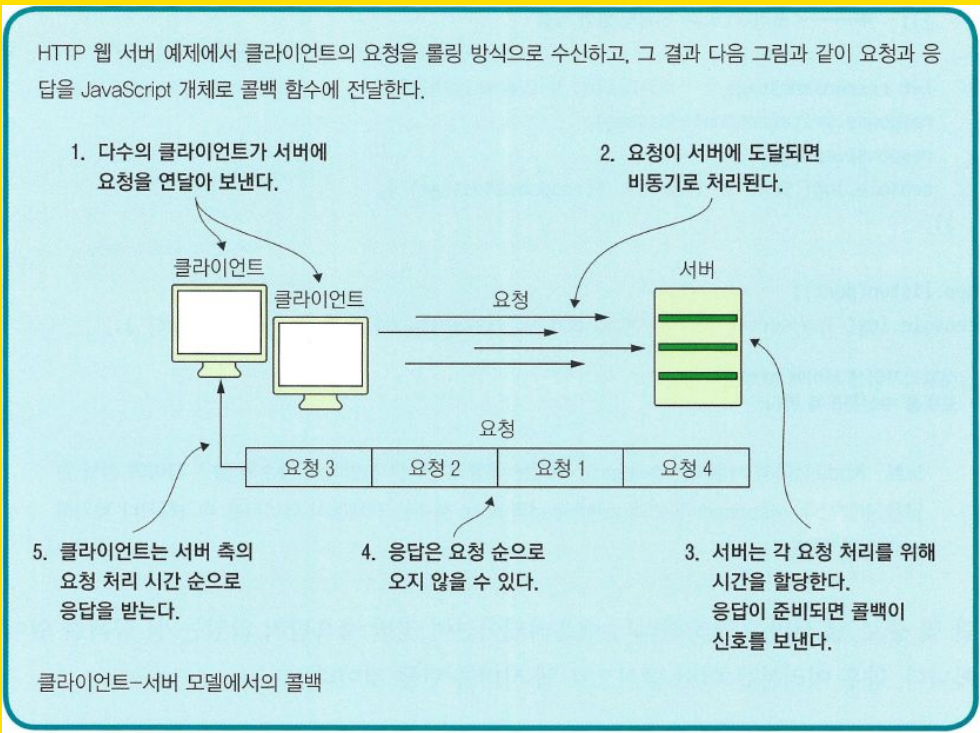 HTTP 웹 서버 예제에서 클라이언트의 요청을 롤링 방식으로 수신하고, 그 결과 다음 그림과 같이 요청과 응
답을 JavaScript 개체로 콜백 함수에 전달한다.
1. 다수의 클라이언트가 서버에
요청을 연달아 보낸다.
2. 요청이 서버에 도달되면
비동기로 처리된다.
클라이언트
클라이언트
요청
서버
요청
요청 3
요청 2
요청 1
요청 4
5. 클라이언트는 서버 측의
요청 처리 시간 순으로
응답을 받는다.
4. 응답은 요청 순으로
오지 않을 수 있다.
3. 서버는 각 요청 처리를 위해
시간을 할당한다.
응답이 준비되면 콜백이
신호를 보낸다.
클라이언트-서버 모델에서의 콜백